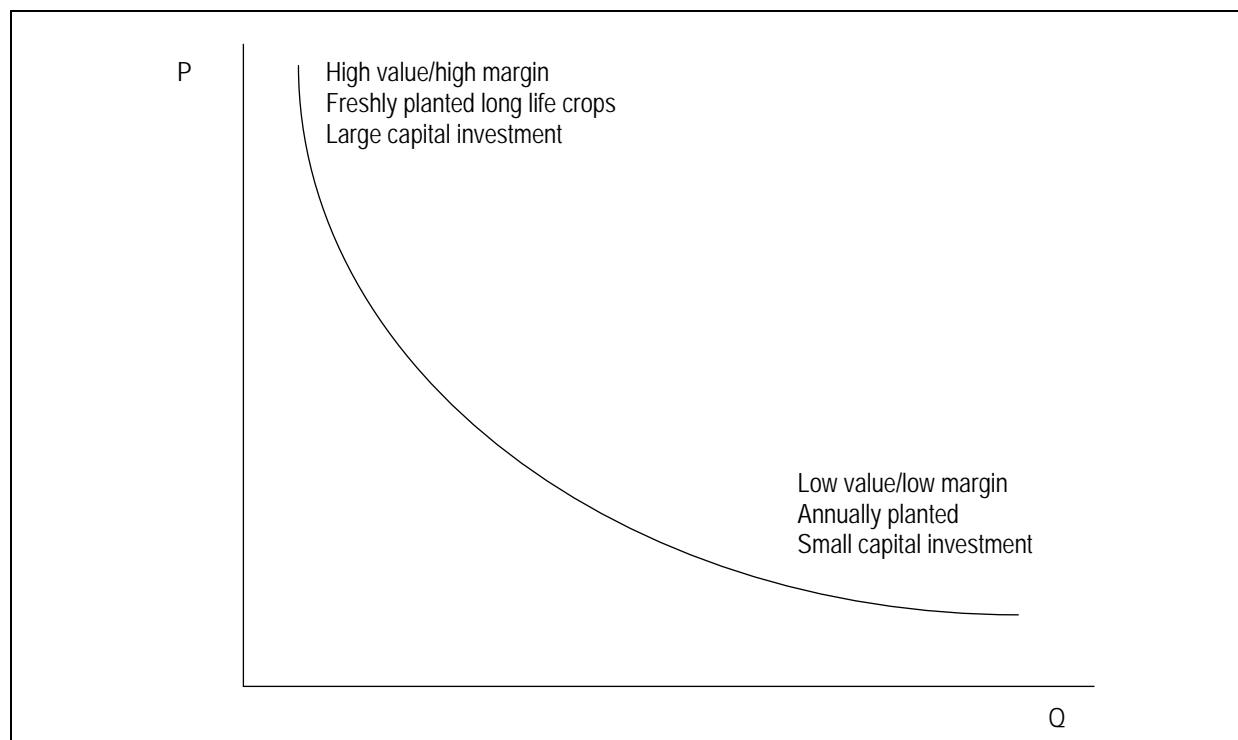 P
High value/high margin
Freshly planted long life crops
Large capital investment
Low value/low margin
Annually planted
Small capital investment
Q